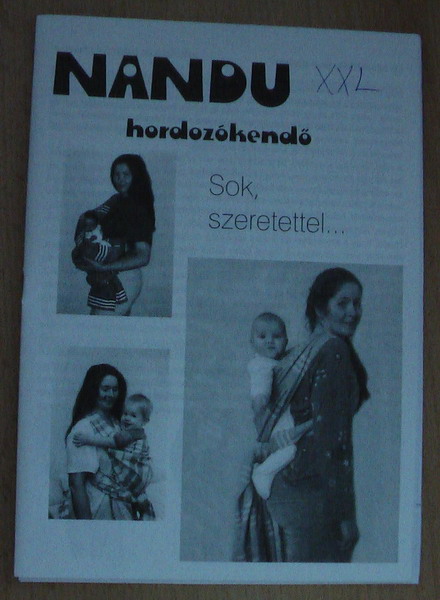 NANDU XXL
hordozókendő
Sok,
szeretettel...